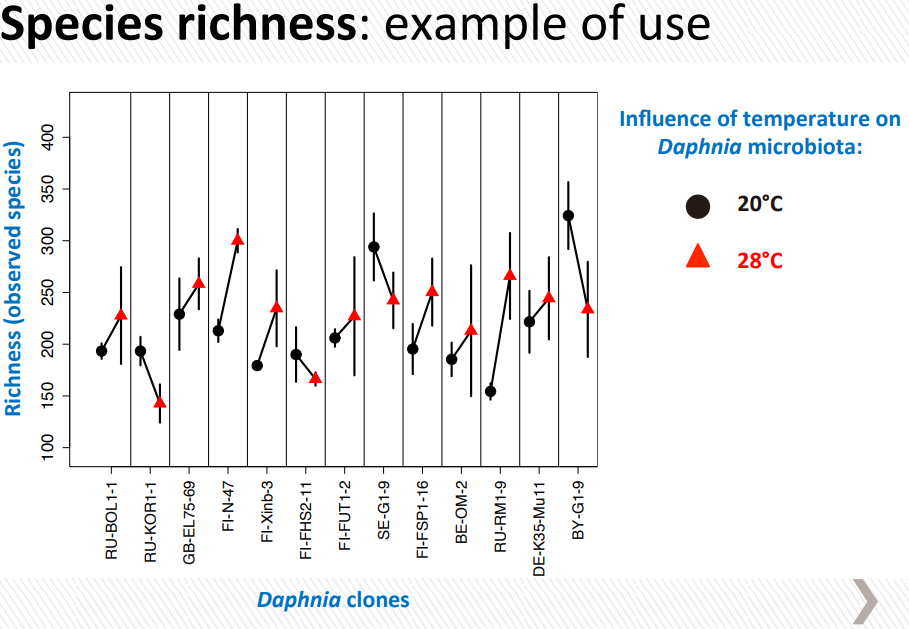 Species richness: example of use
Influence of temperature on
Daphnia microbiota:
20°C
28°C
Richness (observed species)
400
350
300
250
200
150
100
RU-BOL1-1
RU-KOR1-1
GB-EL75-69
FI-N-47
FI-Xinb-3
FI-FHS2-11
FI-FUT1-2
SE-G1-9
FI-FSP1-16
BE-OM-2
RU-RM1-9
DE-K35-Mu11
BY-G1-9
Daphnia clones